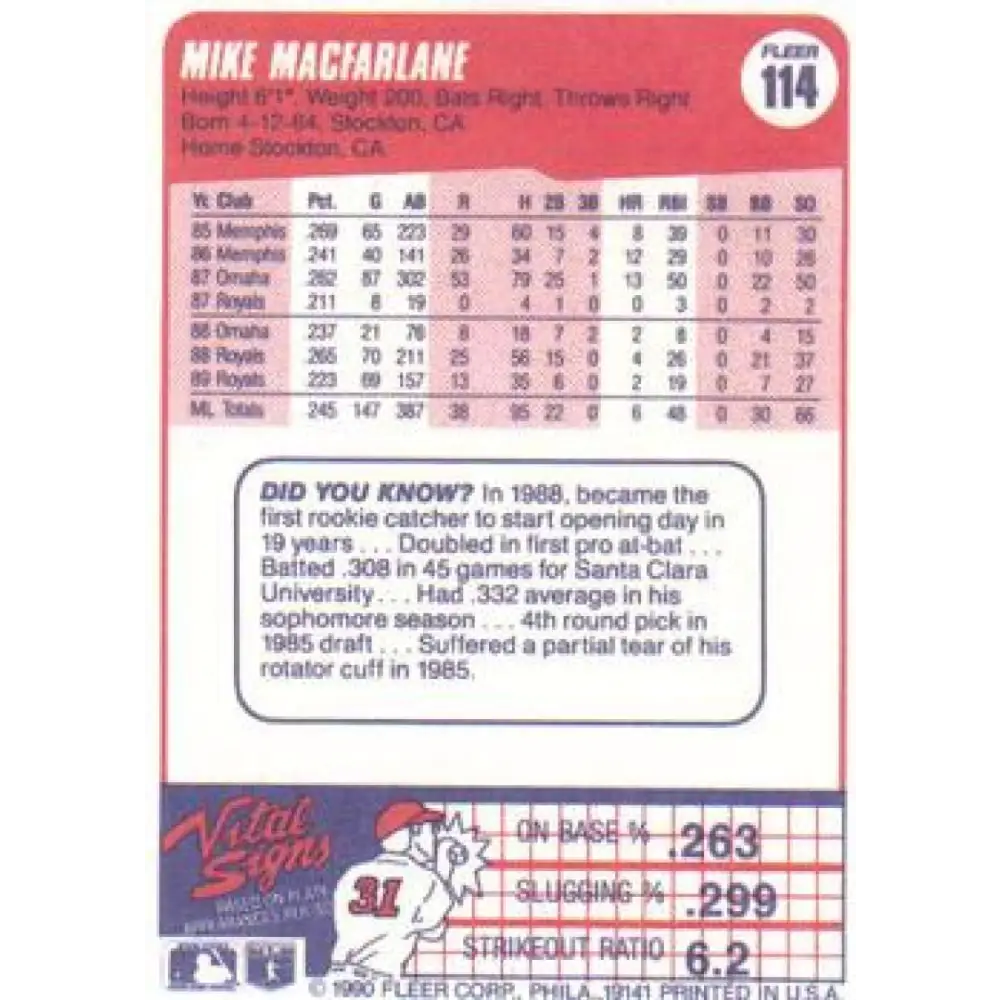 MIKE MACFARLANE
FLEER
114
Height 6'1", Weight 200, Bats Right, Throws Right
Born 4-12-64, Stockton, CA
Home Stockton, CA
Yr. Club Pct. G AB R H 2B 3B HR RBI SB BB SO
85 Memphis .269 65 223 29 60 15 4 8 39 0 11 30
86 Memphis .241 40 141 26 34 7 2 12 29 0 10 26
87 Omaha .262 87 302 53 79 25 1 13 50 0 22 50
87 Royals .211 8 19 0 4 1 0 0 3 0 2 2
88 Omaha .237 21 76 8 18 7 2 2 8 0 4 15
88 Royals .265 70 211 25 56 15 0 4 26 0 21 37
89 Royals .223 69 157 13 35 6 0 2 19 0 7 27
ML Totals .245 147 387 38 95 22 0 6 48 0 30 66
DID YOU KNOW? In 1988, became the
first rookie catcher to start opening day in
19 years . . . Doubled in first pro at-bat . . .
Batted .308 in 45 games for Santa Clara
University . . . Had .332 average in his
sophomore season . . . 4th round pick in
1985 draft . . . Suffered a partial tear of his
rotator cuff in 1985.
Vital
Signs
BASED ON
31
ON BASE % .263
SLUGGING % .299
STRIKEOUT RATIO 6.2
© 1990 FLEER CORP., PHILA. 19141 PRINTED IN U.S.A.